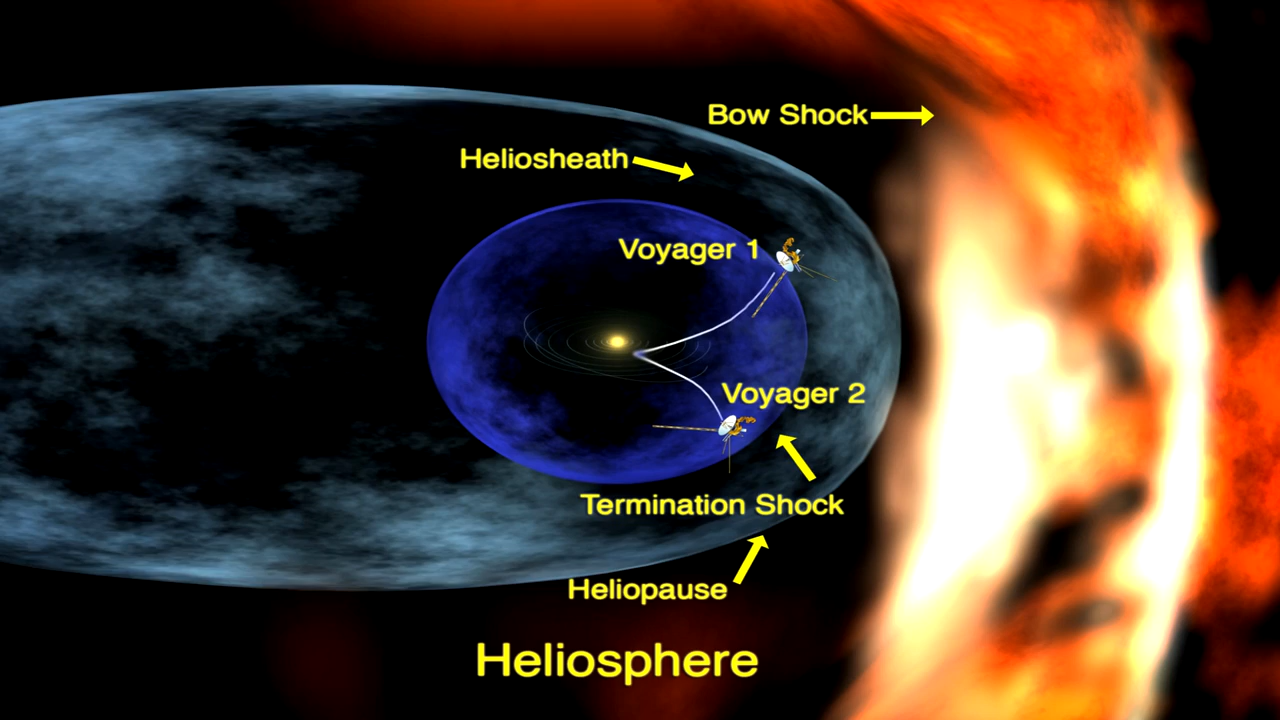 Bow Shock
Heliosheath
Voyager 1
Voyager 2
Termination Shock
Heliopause
Heliosphere